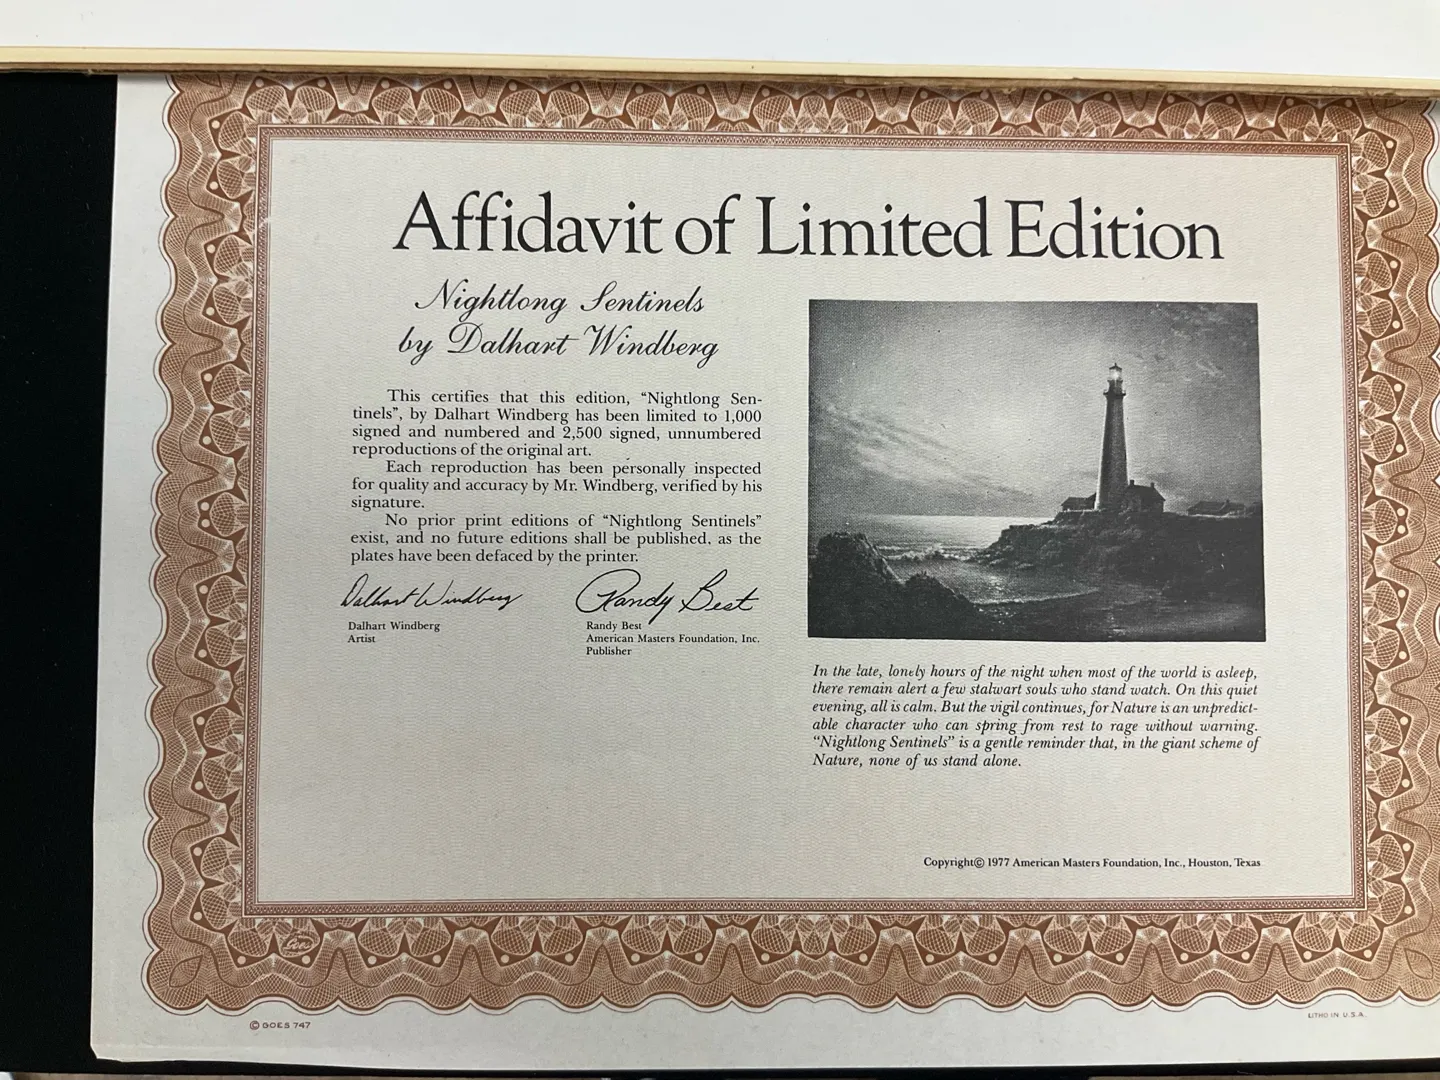 Affidavit of Limited Edition
Nightlong Sentinels
by Dalhart Windberg
This certifies that this edition, “Nightlong Sen-
tinels”, by Dalhart Windberg has been limited to 1,000
signed and numbered and 2,500 signed, unnumbered
reproductions of the original art.
Each reproduction has been personally inspected
for quality and accuracy by Mr. Windberg, verified by his
signature.
No prior print editions of “Nightlong Sentinels”
exist, and no future editions shall be published, as the
plates have been defaced by the printer.
Dalhart Windberg
Dalhart Windberg
Artist
Randy Best
Randy Best
American Masters Foundation, Inc.
Publisher
In the late, lonely hours of the night when most of the world is asleep,
there remain alert a few stalwart souls who stand watch. On this quiet
evening, all is calm. But the vigil continues, for Nature is an unpredict-
able character who can spring from rest to rage without warning.
“Nightlong Sentinels” is a gentle reminder that, in the giant scheme of
Nature, none of us stand alone.
Copyright© 1977 American Masters Foundation, Inc., Houston, Texas
Goes
© GOES 747
LITHO IN U.S.A.